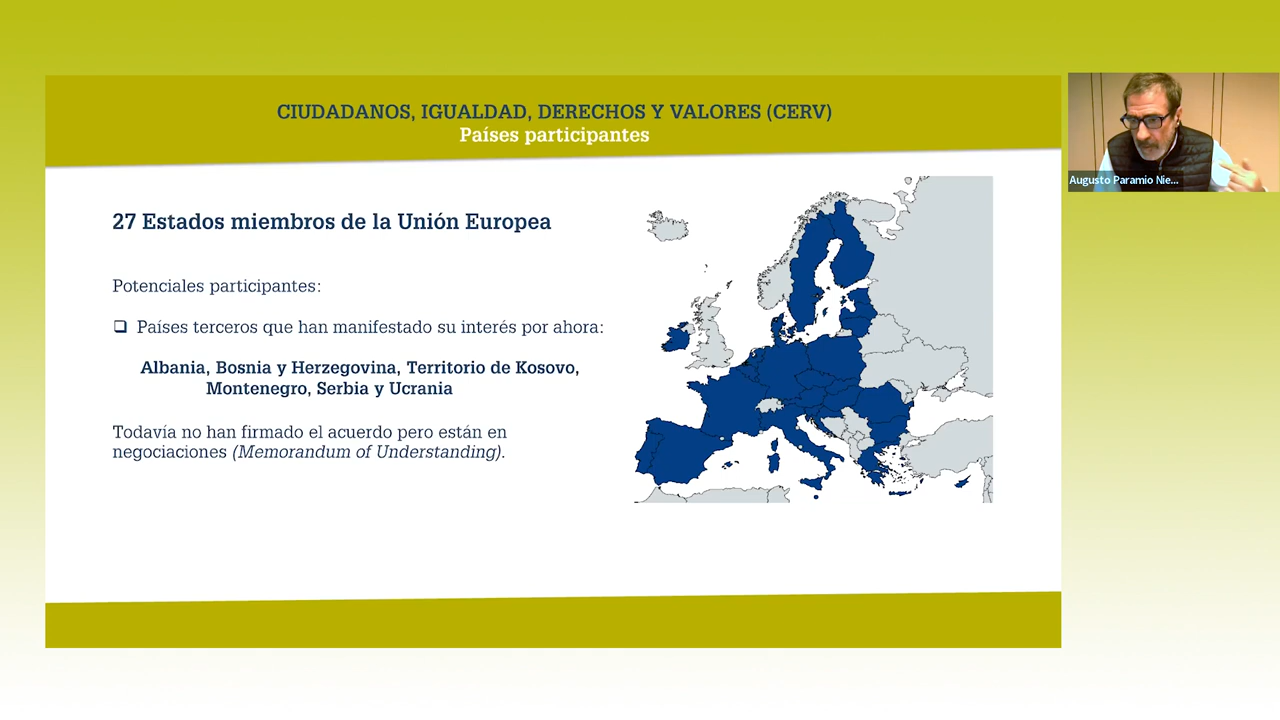 CIUDADANOS, IGUALDAD, DERECHOS Y VALORES (CERV)
Países participantes
27 Estados miembros de la Unión Europea
Potenciales participantes:
❑ Países terceros que han manifestado su interés por ahora:
Albania, Bosnia y Herzegovina, Territorio de Kosovo,
Montenegro, Serbia y Ucrania
Todavía no han firmado el acuerdo pero están en
negociaciones (Memorandum of Understanding).
Augusto Paramio Nie...